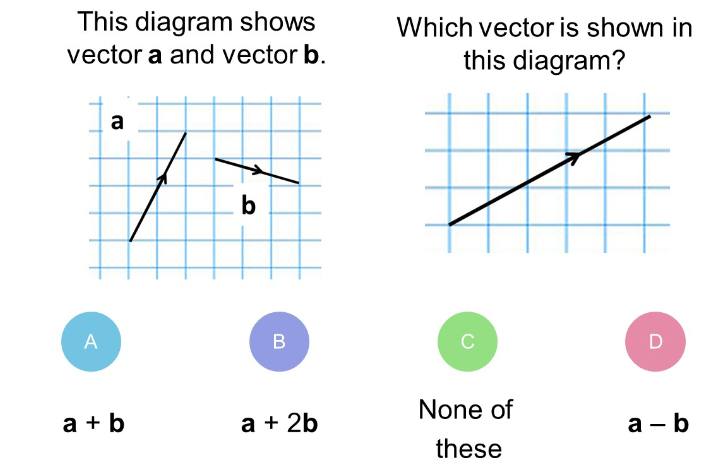 This diagram shows
vector a and vector b.
a
b
Which vector is shown in
this diagram?
A
a + b
B
a + 2b
C
None of
these
D
a – b